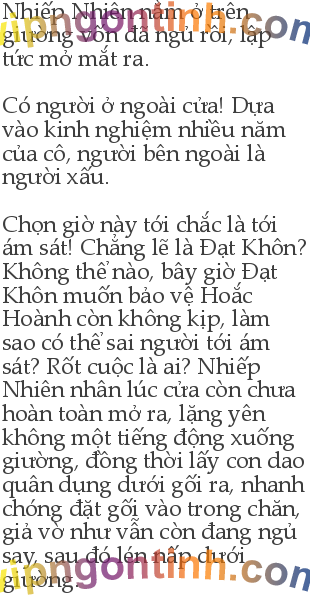 Nhiếp Nhiên nằm ở trên
giường vốn đã ngủ rồi, lập
tức mở mắt ra.
Có người ở ngoài cửa! Dựa
vào kinh nghiệm nhiều năm
của cô, người bên ngoài là
người xấu.
Chọn giờ này tới chắc là tới
ám sát! Chẳng lẽ là Đạt Khôn?
Không thể nào, bây giờ Đạt
Khôn muốn bảo vệ Hoắc
Hoành còn không kịp, làm
sao có thể sai người tới ám
sát? Rốt cuộc là ai? Nhiếp
Nhiên nhân lúc cửa còn chưa
hoàn toàn mở ra, lặng yên
không một tiếng động xuống
giường, đồng thời lấy con dao
quân dụng dưới gối ra, nhanh
chóng đặt gối vào trong chăn,
giả vờ như vẫn còn đang ngủ
say, sau đó lén nấp dưới
giường.
vipngontinh.com
vipngontinh.com